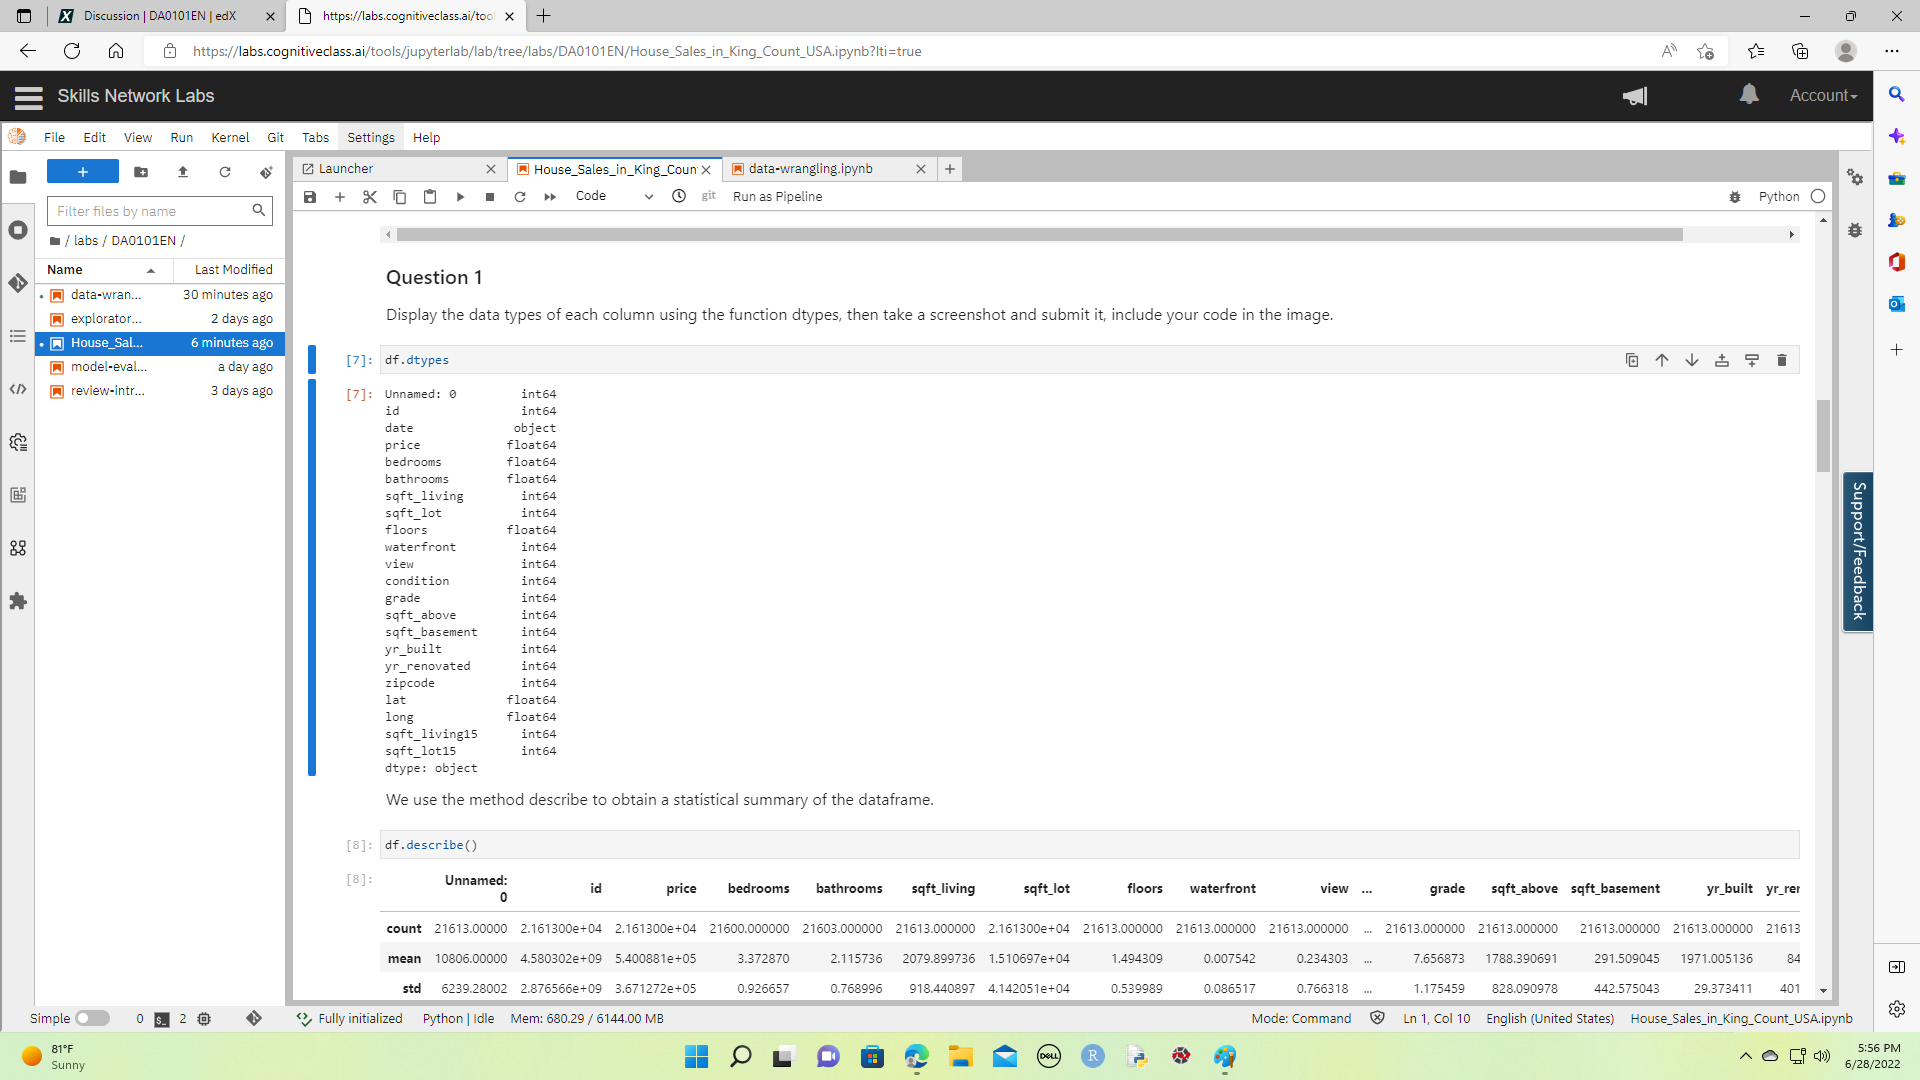 Discussion | DA0101EN | edX
https://labs.cognitiveclass.ai/too
https://labs.cognitiveclass.ai/tools/jupyterlab/lab/tree/labs/DA0101EN/House_Sales_in_King_Count_USA.ipynb?lti=true
Skills Network Labs
Account
File Edit View Run Kernel Git Tabs Settings Help
Launcher
House_Sales_in_King_Coun
data-wrangling.ipynb
Code
git
Run as Pipeline
Python
Filter files by name
/ labs / DA0101EN /
Name Last Modified
data-wran... 30 minutes ago
explorator... 2 days ago
House_Sal... 6 minutes ago
model-eval... a day ago
review-intr... 3 days ago
Question 1
Display the data types of each column using the function dtypes, then take a screenshot and submit it, include your code in the image.
[7]: df.dtypes
[7]: Unnamed: 0 int64
id int64
date object
price float64
bedrooms float64
bathrooms float64
sqft_living int64
sqft_lot int64
floors float64
waterfront int64
view int64
condition int64
grade int64
sqft_above int64
sqft_basement int64
yr_built int64
yr_renovated int64
zipcode int64
lat float64
long float64
sqft_living15 int64
sqft_lot15 int64
dtype: object
We use the method describe to obtain a statistical summary of the dataframe.
[8]: df.describe()
[8]: Unnamed: 0 id price bedrooms bathrooms sqft_living sqft_lot floors waterfront view ... grade sqft_above sqft_basement yr_built yr_rer
count 21613.00000 2.161300e+04 2.161300e+04 21600.000000 21603.000000 21613.000000 2.161300e+04 21613.000000 21613.000000 21613.000000 ... 21613.000000 21613.000000 21613.000000 21613.000000 21613
mean 10806.00000 4.580302e+09 5.400881e+05 3.372870 2.115736 2079.899736 1.510697e+04 1.494309 0.007542 0.234303 ... 7.656873 1788.390691 291.509045 1971.005136 84
std 6239.28002 2.876566e+09 3.671272e+05 0.926657 0.768996 918.440897 4.142051e+04 0.539989 0.086517 0.766318 ... 1.175459 828.090978 442.575043 29.373411 401
Support/Feedback
Simple 0 2 Fully initialized Python | Idle Mem: 680.29 / 6144.00 MB
Mode: Command Ln 1, Col 10 English (United States) House_Sales_in_King_Count_USA.ipynb
81°F
Sunny
DELL
R
5:56 PM
6/28/2022